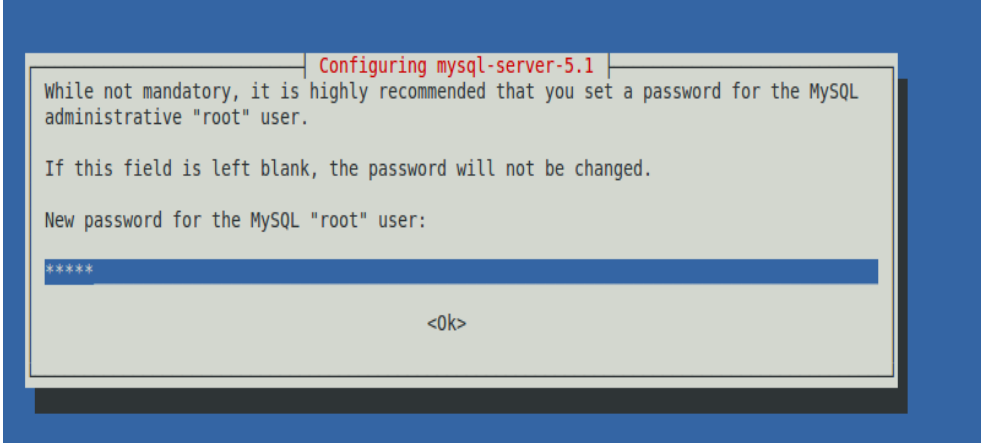 Configuring mysql-server-5.1
While not mandatory, it is highly recommended that you set a password for the MySQL
administrative "root" user.
If this field is left blank, the password will not be changed.
New password for the MySQL "root" user:
*****
<Ok>